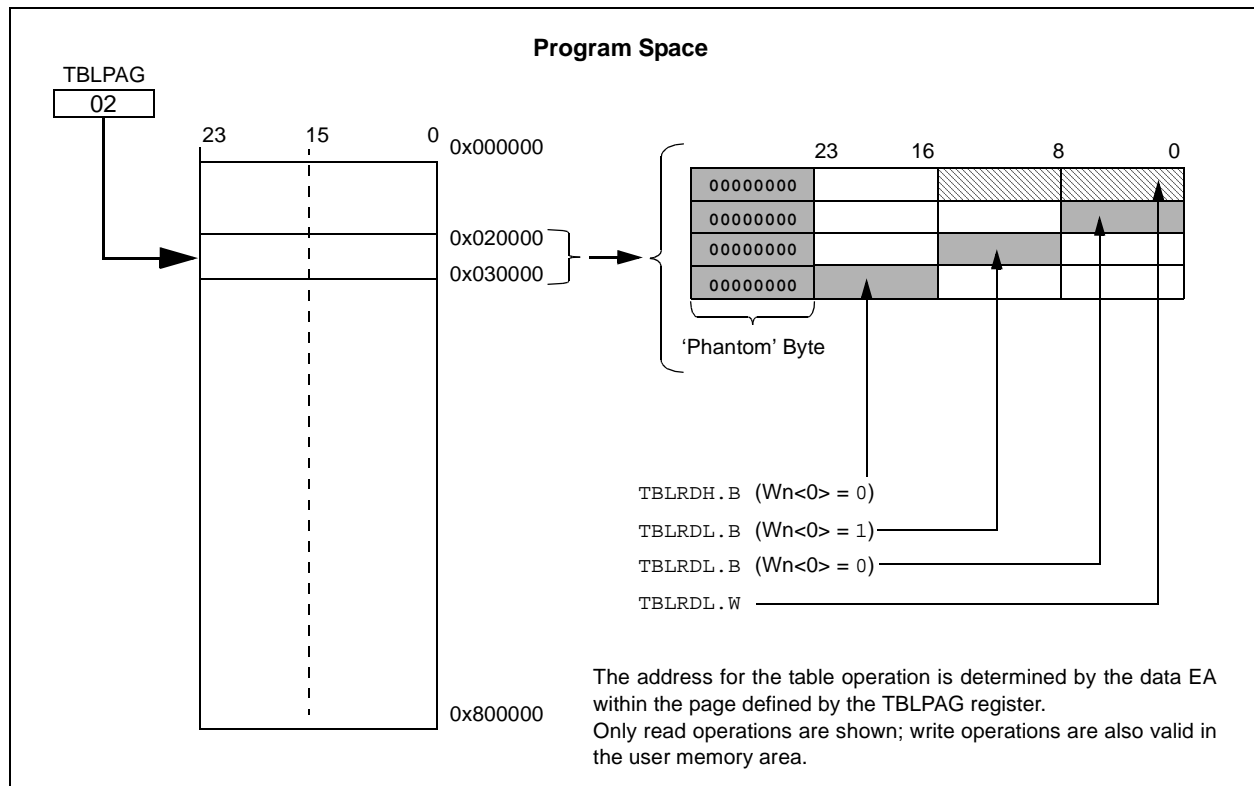 Program Space
TBLPAG
02
23 15 0
0x000000
0x020000
0x030000
0x800000
23 16 8 0
00000000
00000000
00000000
00000000
‘Phantom’ Byte
TBLRDH.B (Wn<0> = 0)
TBLRDL.B (Wn<0> = 1)
TBLRDL.B (Wn<0> = 0)
TBLRDL.W
The address for the table operation is determined by the data EA
within the page defined by the TBLPAG register.
Only read operations are shown; write operations are also valid in
the user memory area.